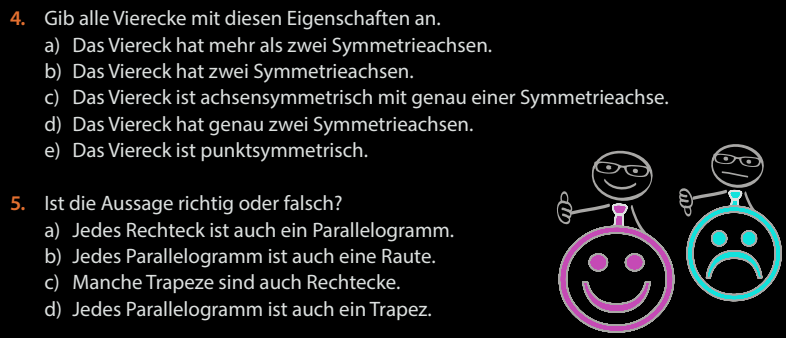 4. Gib alle Vierecke mit diesen Eigenschaften an.
a) Das Viereck hat mehr als zwei Symmetrieachsen.
b) Das Viereck hat zwei Symmetrieachsen.
c) Das Viereck ist achsensymmetrisch mit genau einer Symmetrieachse.
d) Das Viereck hat genau zwei Symmetrieachsen.
e) Das Viereck ist punktsymmetrisch.
5. Ist die Aussage richtig oder falsch?
a) Jedes Rechteck ist auch ein Parallelogramm.
b) Jedes Parallelogramm ist auch eine Raute.
c) Manche Trapeze sind auch Rechtecke.
d) Jedes Parallelogramm ist auch ein Trapez.